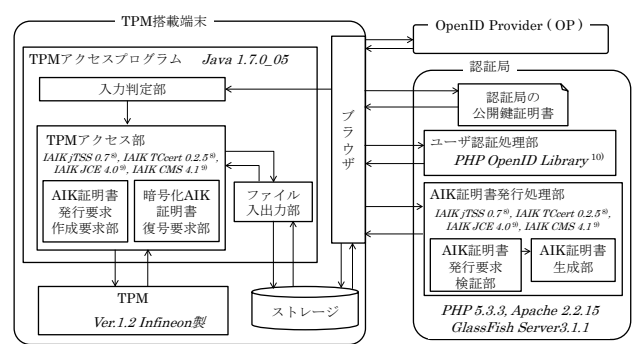 TPM搭載端末
TPMアクセスプログラム Java 1.7.0_05
入力判定部
TPMアクセス部
IAIK jTSS 0.7⁸⁾, IAIK TCcert 0.2.5⁸⁾,
IAIK JCE 4.0⁹⁾, IAIK CMS 4.1⁹⁾
AIK証明書
発行要求
作成要求部
暗号化AIK
証明書
復号要求部
ファイル
入出力部
TPM
Ver.1.2 Infineon製
ストレージ
ブラウザ
OpenID Provider ( OP )
認証局
認証局の
公開鍵証明書
ユーザ認証処理部
PHP OpenID Library ¹⁰⁾
AIK証明書発行処理部
IAIK jTSS 0.7⁸⁾, IAIK TCcert 0.2.5⁸⁾,
IAIK JCE 4.0⁹⁾, IAIK CMS 4.1⁹⁾
AIK証明書
発行要求
検証部
AIK証明書
生成部
PHP 5.3.3, Apache 2.2.15
GlassFish Server3.1.1